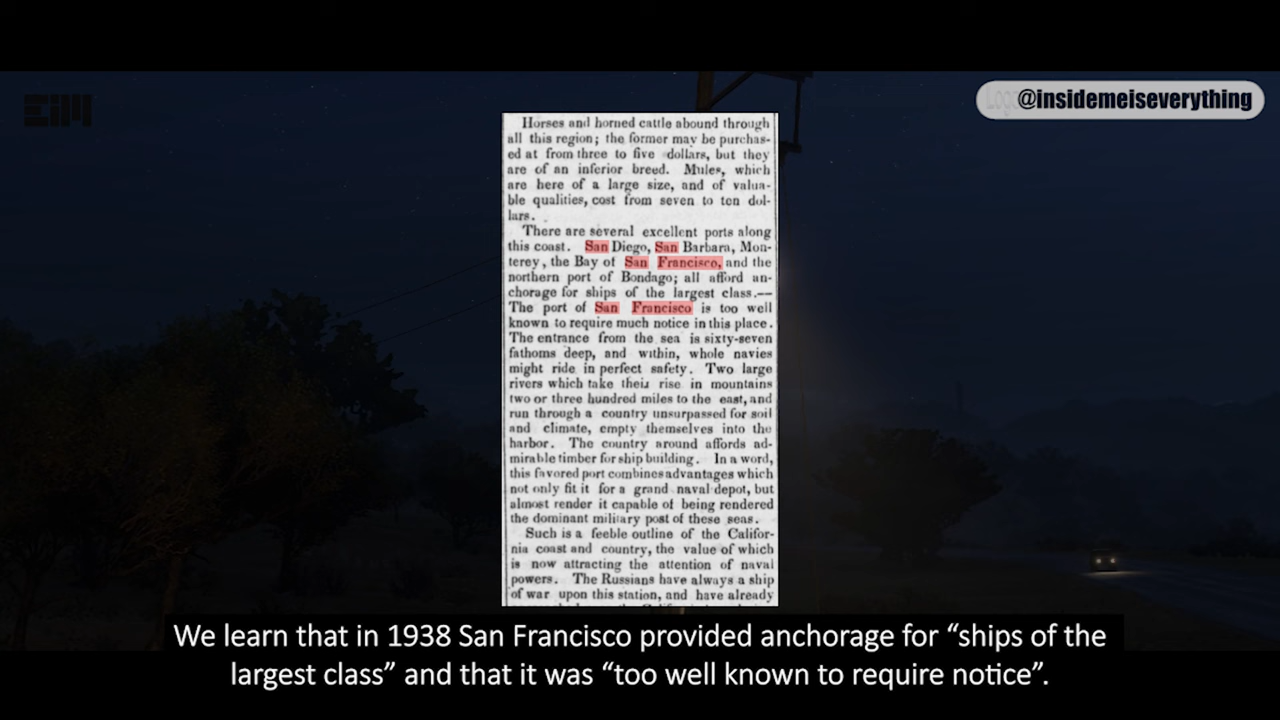 EIM
@insidemeiseverything
Horses and horned cattle abound through
all this region; the former may be purchas-
ed at from three to five dollars, but they
are of an inferior breed. Mules, which
are here of a large size, and of valua-
ble qualities, cost from seven to ten dol-
lars.
There are several excellent ports along
this coast. San Diego, San Barbara, Mon-
terey, the Bay of San Francisco, and the
northern port of Bondago; all afford an-
chorage for ships of the largest class.—
The port of San Francisco is too well
known to require much notice in this place.
The entrance from the sea is sixty-seven
fathoms deep, and within, whole navies
might ride in perfect safety. Two large
rivers which take their rise in mountains
two or three hundred miles to the east, and
run through a country unsurpassed for soil
and climate, empty themselves into the
harbor. The country around affords ad-
mirable timber for ship building. In a word,
this favored port combines advantages which
not only fit it for a grand naval depot, but
almost render it capable of being rendered
the dominant military post of these seas.
Such is a feeble outline of the Califor-
nia coast and country, the value of which
is now attracting the attention of naval
powers. The Russians have always a ship
of war upon this station, and have already
We learn that in 1938 San Francisco provided anchorage for “ships of the
largest class” and that it was “too well known to require notice”.